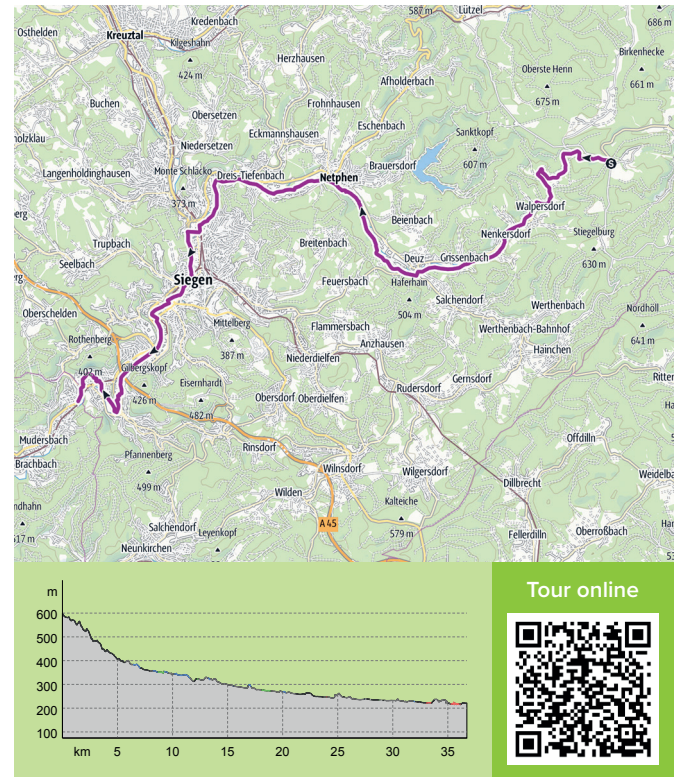 587 m
Lützel
686 m
Kredenbach
Osthelden
Kreuztal
Kilgeshahn
424 m
Herzhausen
Birkenhecke
Oberste Henn
661 m
675 m
Afholderbach
Buchen
Obersetzen
Frohnhausen
Eschenbach
Eckmannshausen
Sanktkopf
607 m
holzklau
Niedersetzen
Langenholdinghausen
Monte Schlacko
373 m
Dreis-Tiefenbach
Netphen
Brauersdorf
S
Walpersdorf
Beienbach
Nenkersdorf
Stiegelburg
630 m
Trupbach
Seelbach
Breitenbach
Deuz
Grissenbach
Siegen
Feuersbach
Haferhain
504 m
Salchendorf
Oberschelden
Mittelberg
387 m
Flammersbach
Anzhausen
Werthenbach
Werthenbach-Bahnhof
Hainchen
Nordhöll
641 m
Rothenberg
402 m
Gilbergskopf
426 m
Eisernhardt
482 m
Niederdielfen
Gernsdorf
Rudersdorf
Ritter
Obersdorf
Oberdielfen
Mudersbach
Brachbach
Pfannenberg
499 m
Rinsdorf
Wilnsdorf
Wilgersdorf
Offdilln
Dillbrecht
Weidelba
Wilden
Kalteiche
579 m
ndhahn
517 m
Salchendorf
Neunkirchen
Leyenkopf
A 45
Fellerdilln
Oberroßbach
Tour online
m
600
500
400
300
200
100
km 5 10 15 20 25 30 35